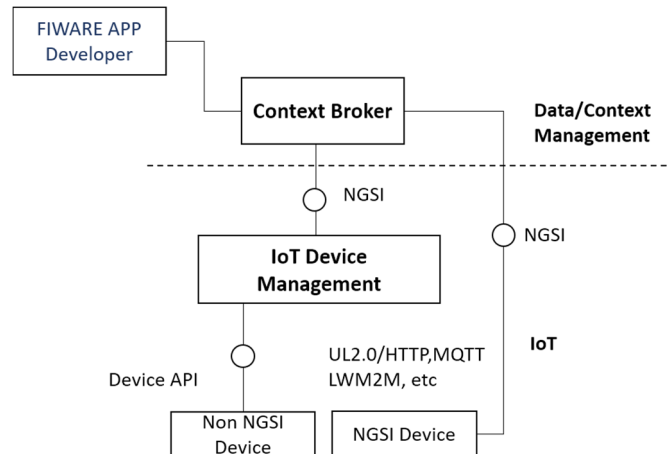 FIWARE APP
Developer
Context Broker
Data/Context
Management
NGSI
NGSI
IoT Device
Management
IoT
UL2.0/HTTP,MQTT
LWM2M, etc
Device API
Non NGSI
Device
NGSI Device